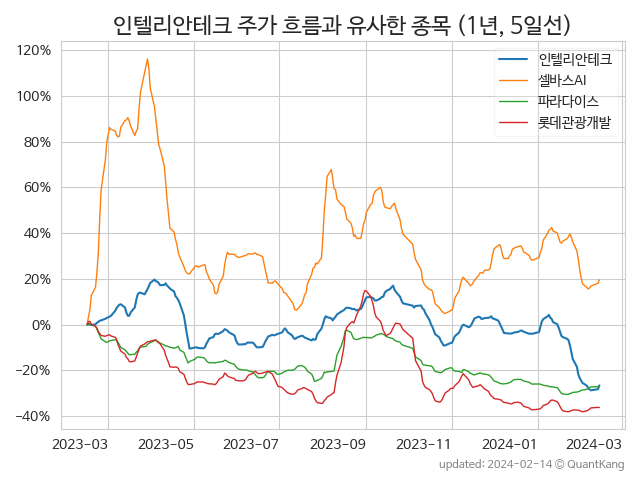 인텔리안테크 주가 흐름과 유사한 종목 (1년, 5일선)
인텔리안테크
셀바스AI
파라다이스
롯데관광개발
120%
100%
80%
60%
40%
20%
0%
−20%
−40%
2023-03 2023-05 2023-07 2023-09 2023-11 2024-01 2024-03
updated: 2024-02-14 © QuantKang